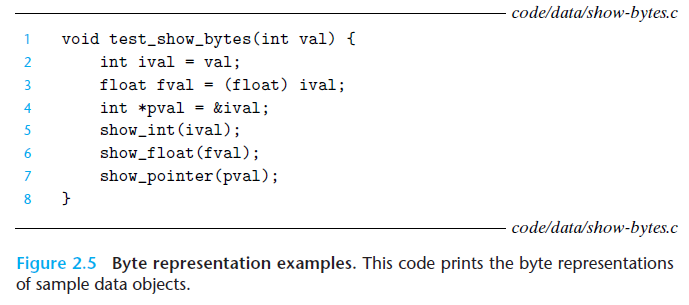 code/data/show-bytes.c
1 void test_show_bytes(int val) {
2 int ival = val;
3 float fval = (float) ival;
4 int *pval = &ival;
5 show_int(ival);
6 show_float(fval);
7 show_pointer(pval);
8 }
code/data/show-bytes.c
Figure 2.5 Byte representation examples. This code prints the byte representations
of sample data objects.